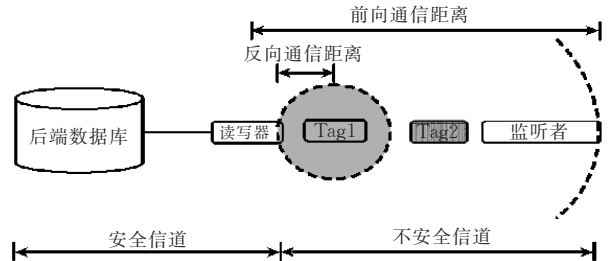 前向通信距离
反向通信距离
后端数据库
读写器
Tag1
Tag2
监听者
安全信道
不安全信道